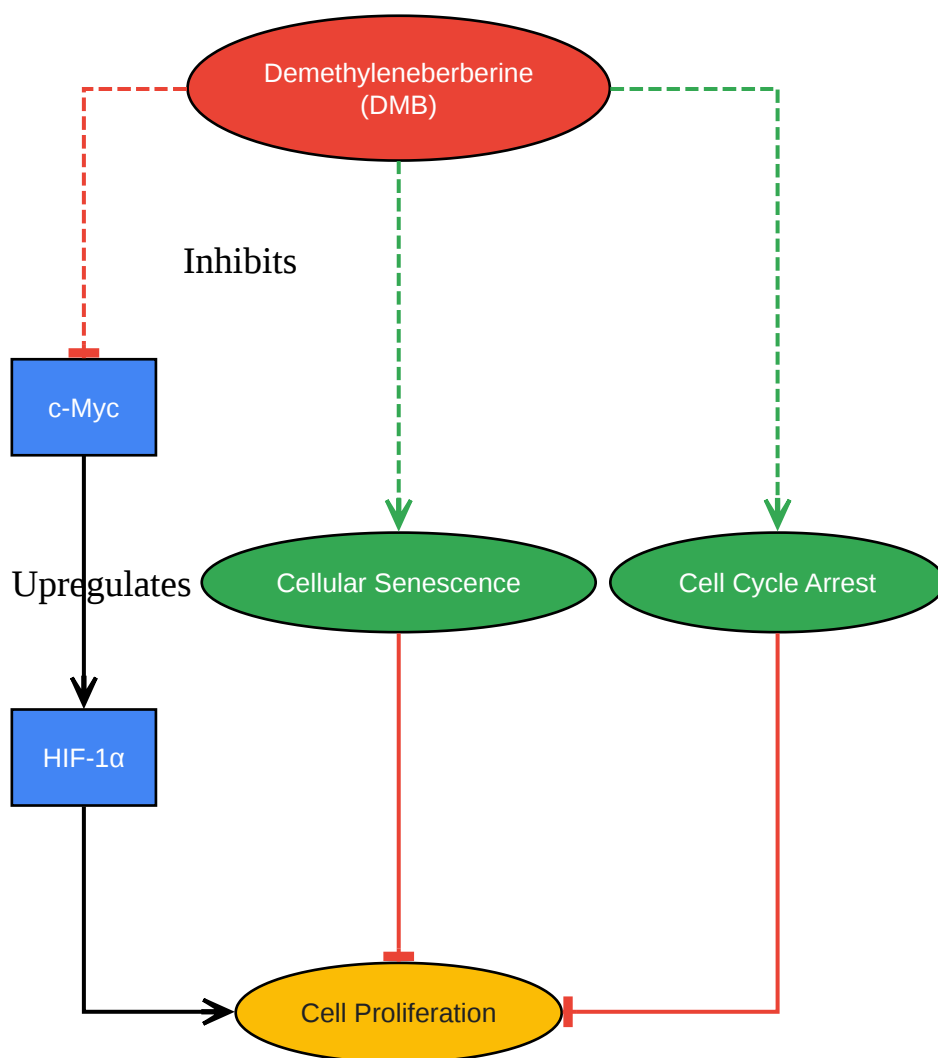 Demethyleneberberine
(DMB)
Inhibits
c-Myc
Upregulates
Cellular Senescence
Cell Cycle Arrest
HIF-1α
Cell Proliferation